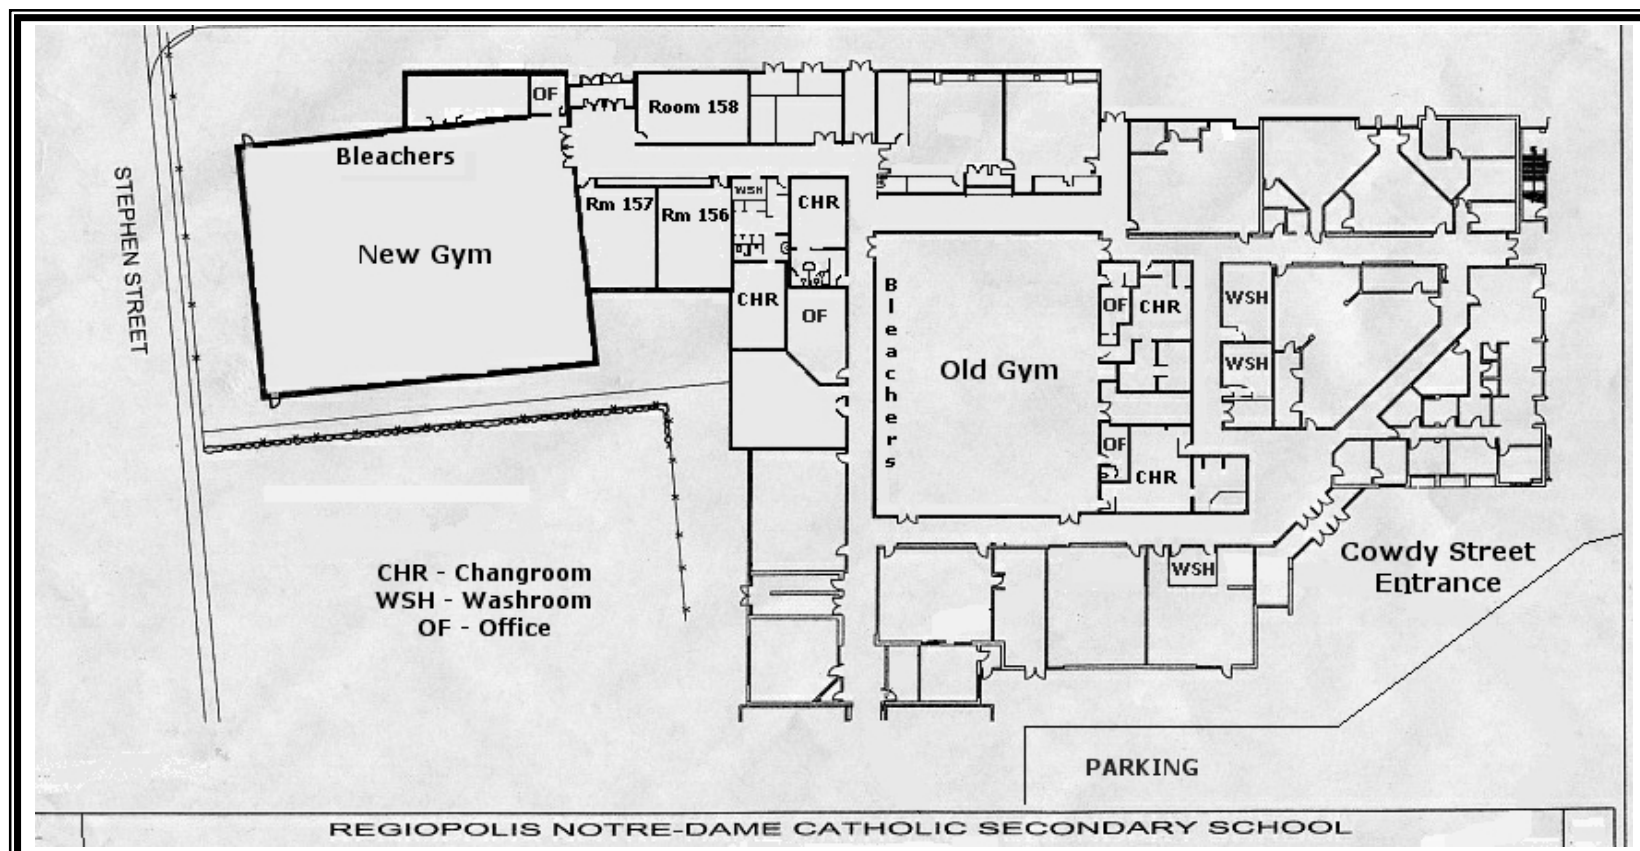 OF
Room 158
Bleachers
STEPHEN STREET
New Gym
Rm 157
Rm 156
WSH
CHR
CHR
OF
Bleachers
Old Gym
OF
CHR
WSH
WSH
OF
CHR
WSH
Cowdy Street
Entrance
CHR - Changroom
WSH - Washroom
OF - Office
PARKING
REGIOPOLIS NOTRE-DAME CATHOLIC SECONDARY SCHOOL